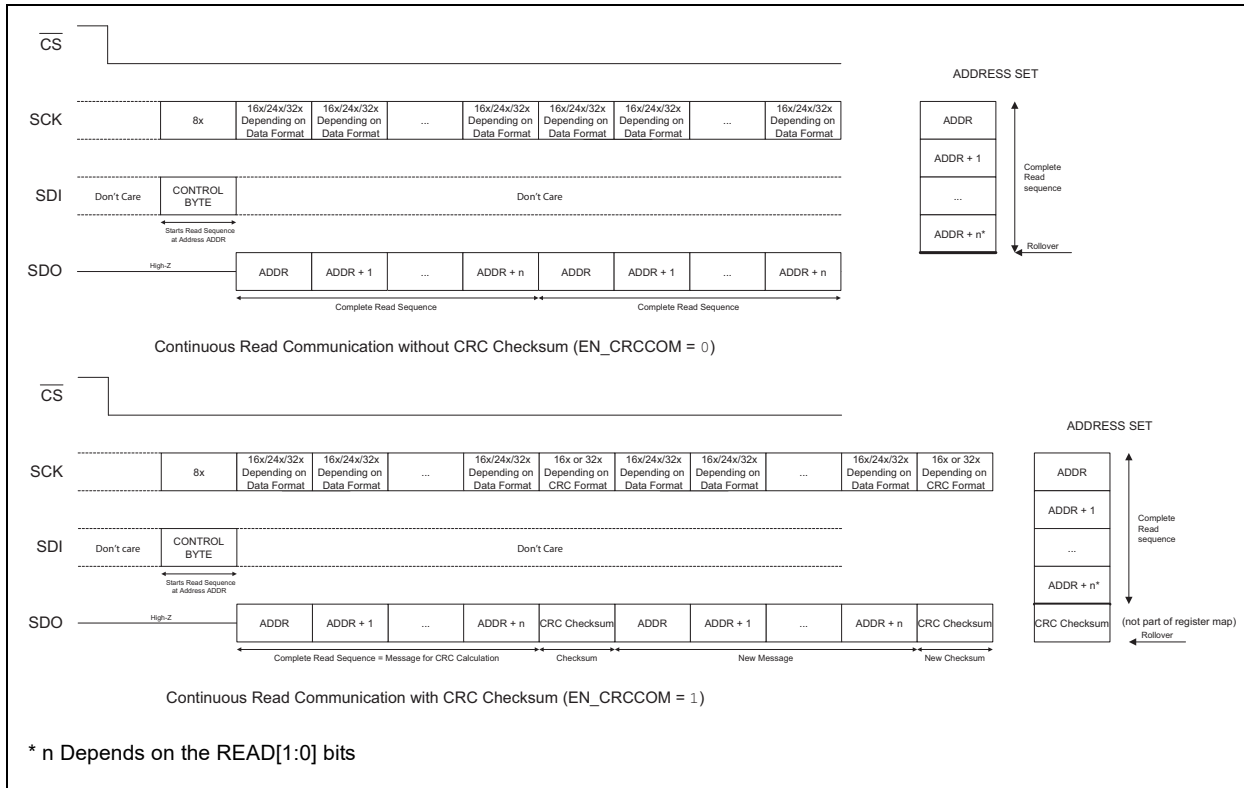 CS
ADDRESS SET
SCK
8x
16x/24x/32x
Depending on
Data Format
16x/24x/32x
Depending on
Data Format
...
16x/24x/32x
Depending on
Data Format
16x/24x/32x
Depending on
Data Format
16x/24x/32x
Depending on
Data Format
...
16x/24x/32x
Depending on
Data Format
ADDR
ADDR + 1
...
ADDR + n*
Complete
Read
sequence
Rollover
SDI
Don't Care
CONTROL
BYTE
Don't Care
Starts Read Sequence
at Address ADDR
SDO
High-Z
ADDR
ADDR + 1
...
ADDR + n
ADDR
ADDR + 1
...
ADDR + n
Complete Read Sequence
Complete Read Sequence
Continuous Read Communication without CRC Checksum (EN_CRCCOM = 0)
CS
ADDRESS SET
SCK
8x
16x/24x/32x
Depending on
Data Format
16x/24x/32x
Depending on
Data Format
...
16x/24x/32x
Depending on
Data Format
16x or 32x
Depending on
CRC Format
16x/24x/32x
Depending on
Data Format
16x/24x/32x
Depending on
Data Format
...
16x/24x/32x
Depending on
Data Format
16x or 32x
Depending on
CRC Format
ADDR
ADDR + 1
...
ADDR + n*
CRC Checksum
Complete
Read
sequence
(not part of register map)
Rollover
SDI
Don't care
CONTROL
BYTE
Don't Care
Starts Read Sequence
at Address ADDR
SDO
High-Z
ADDR
ADDR + 1
...
ADDR + n
CRC Checksum
ADDR
ADDR + 1
...
ADDR + n
CRC Checksum
Complete Read Sequence = Message for CRC Calculation
Checksum
New Message
New Checksum
Continuous Read Communication with CRC Checksum (EN_CRCCOM = 1)
* n Depends on the READ[1:0] bits